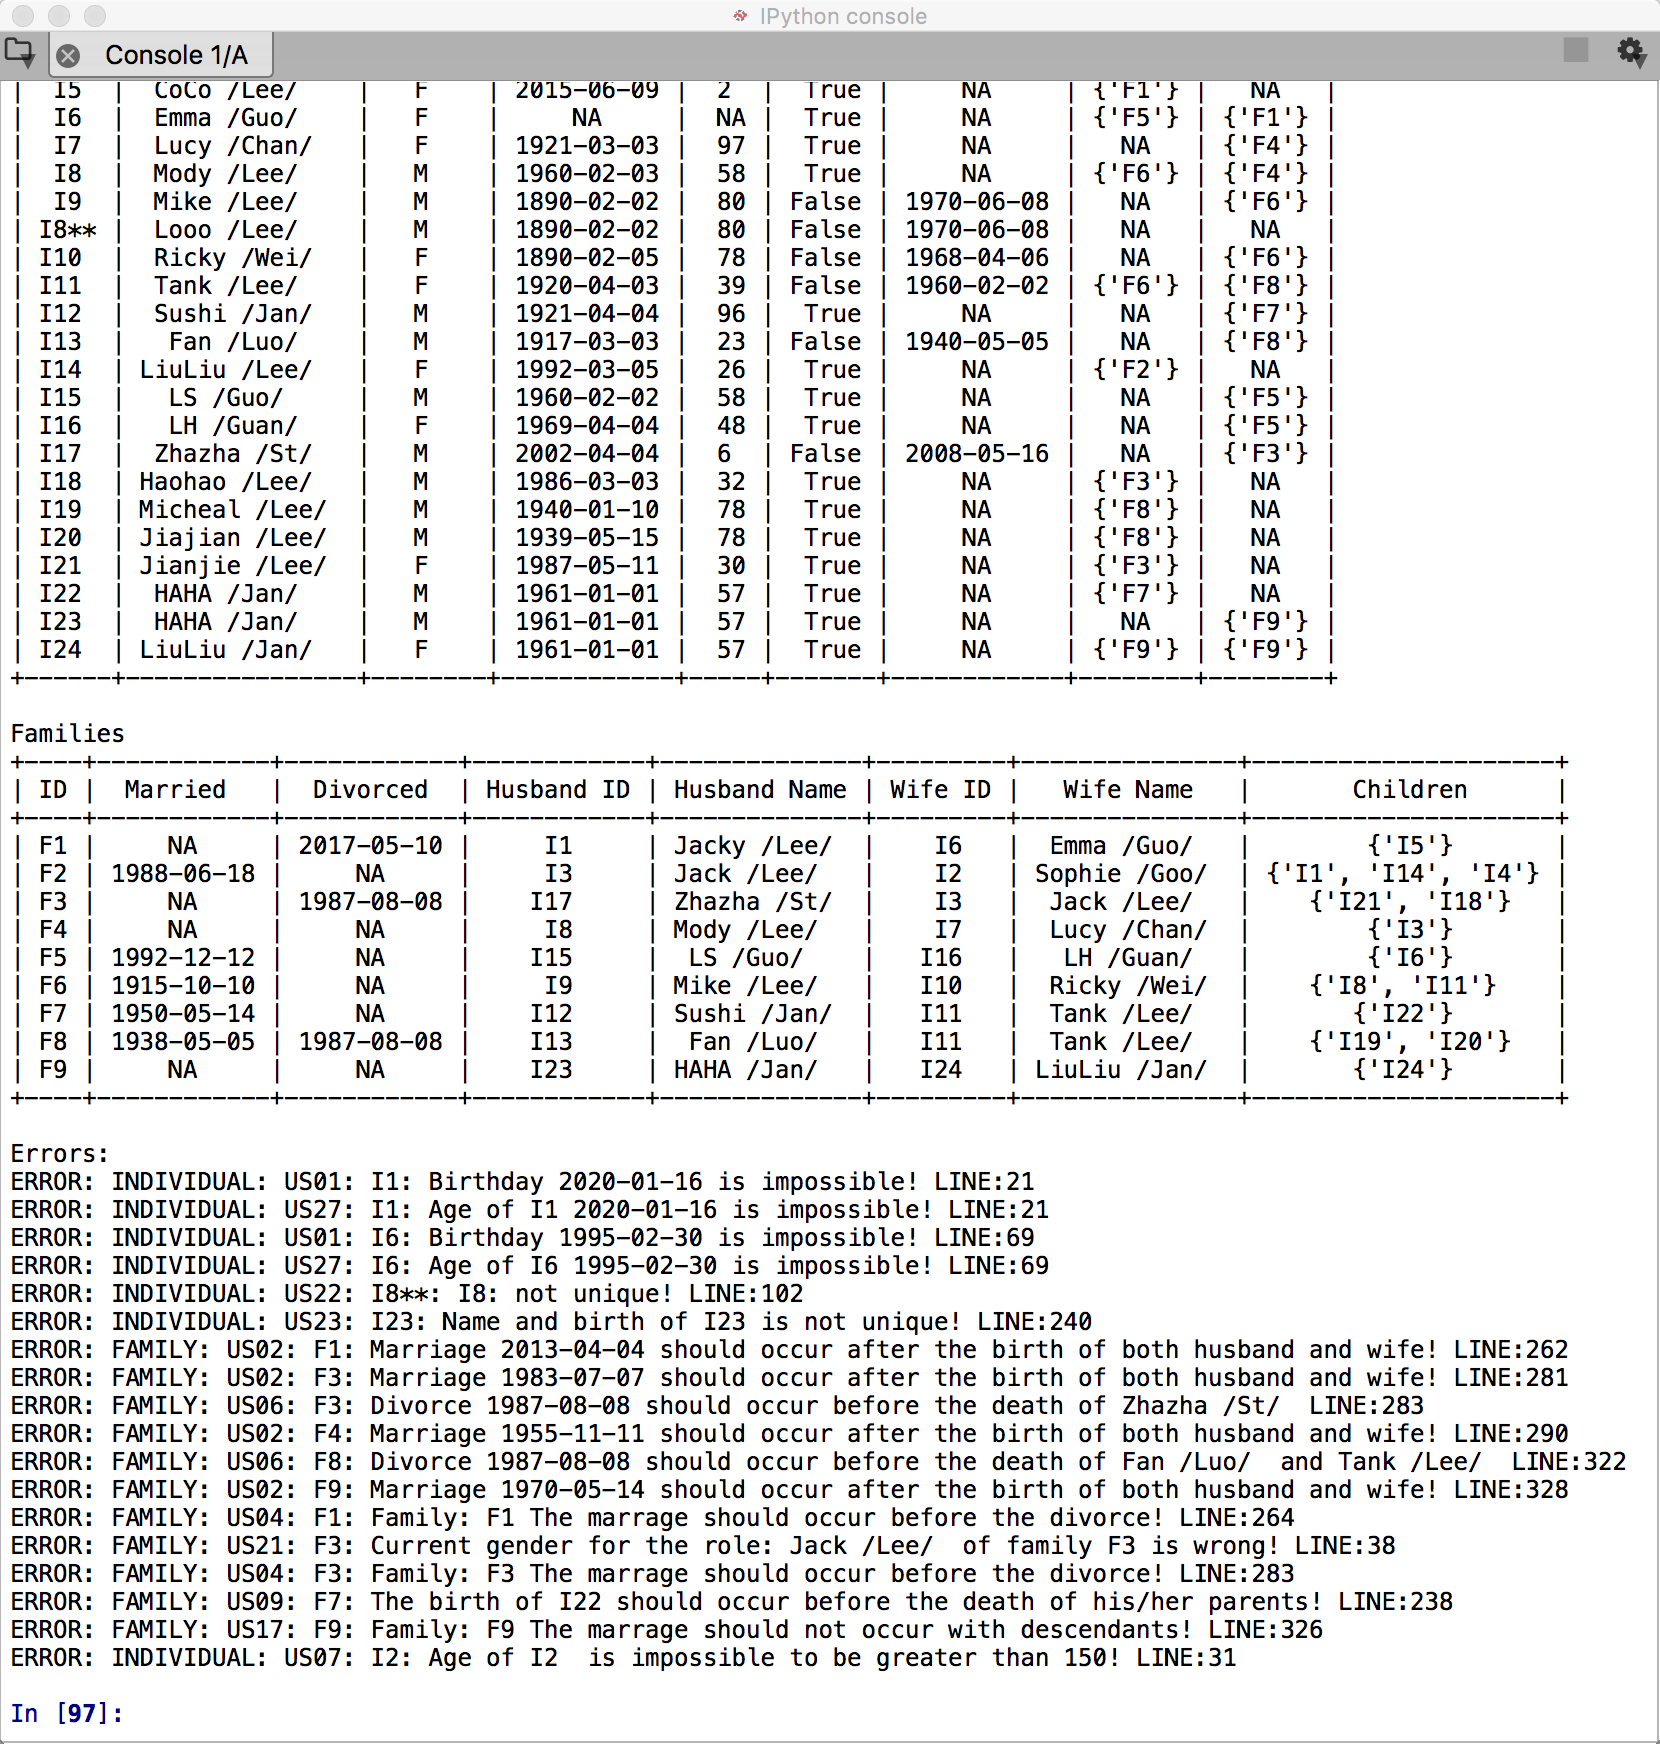 IPython console
Console 1/A
|  I5  |  CoCo /Lee/    |   F    | 2015-06-09 |  2  |  True |     NA     | {'F1'} |   NA   |
|  I6  |  Emma /Guo/    |   F    |     NA     |  NA |  True |     NA     | {'F5'} | {'F1'} |
|  I7  |  Lucy /Chan/   |   F    | 1921-03-03 |  97 |  True |     NA     |   NA   | {'F4'} |
|  I8  |  Mody /Lee/    |   M    | 1960-02-03 |  58 |  True |     NA     | {'F6'} | {'F4'} |
|  I9  |  Mike /Lee/    |   M    | 1890-02-02 |  80 | False | 1970-06-08 |   NA   | {'F6'} |
| I8** |  Looo /Lee/    |   M    | 1890-02-02 |  80 | False | 1970-06-08 |   NA   |   NA   |
| I10  |  Ricky /Wei/   |   F    | 1890-02-05 |  78 | False | 1968-04-06 |   NA   | {'F6'} |
| I11  |  Tank /Lee/    |   F    | 1920-04-03 |  39 | False | 1960-02-02 | {'F6'} | {'F8'} |
| I12  |  Sushi /Jan/   |   M    | 1921-04-04 |  96 |  True |     NA     |   NA   | {'F7'} |
| I13  |   Fan /Luo/    |   M    | 1917-03-03 |  23 | False | 1940-05-05 |   NA   | {'F8'} |
| I14  | LiuLiu /Lee/   |   F    | 1992-03-05 |  26 |  True |     NA     | {'F2'} |   NA   |
| I15  |   LS /Guo/     |   M    | 1960-02-02 |  58 |  True |     NA     |   NA   | {'F5'} |
| I16  |   LH /Guan/    |   F    | 1969-04-04 |  48 |  True |     NA     |   NA   | {'F5'} |
| I17  |  Zhazha /St/   |   M    | 2002-04-04 |  6  | False | 2008-05-16 |   NA   | {'F3'} |
| I18  | Haohao /Lee/   |   M    | 1986-03-03 |  32 |  True |     NA     | {'F3'} |   NA   |
| I19  | Micheal /Lee/  |   M    | 1940-01-10 |  78 |  True |     NA     | {'F8'} |   NA   |
| I20  | Jiajian /Lee/  |   M    | 1939-05-15 |  78 |  True |     NA     | {'F8'} |   NA   |
| I21  | Jianjie /Lee/  |   F    | 1987-05-11 |  30 |  True |     NA     | {'F3'} |   NA   |
| I22  |  HAHA /Jan/    |   M    | 1961-01-01 |  57 |  True |     NA     | {'F7'} |   NA   |
| I23  |  HAHA /Jan/    |   M    | 1961-01-01 |  57 |  True |     NA     |   NA   | {'F9'} |
| I24  | LiuLiu /Jan/   |   F    | 1961-01-01 |  57 |  True |     NA     | {'F9'} | {'F9'} |
+------+----------------+--------+------------+-----+-------+------------+--------+--------+
Families
+----+------------+------------+------------+--------------+---------+---------------+---------------------+
| ID |  Married   |  Divorced  | Husband ID | Husband Name | Wife ID |   Wife Name   |       Children      |
+----+------------+------------+------------+--------------+---------+---------------+---------------------+
| F1 |     NA     | 2017-05-10 |     I1     | Jacky /Lee/  |    I6   |  Emma /Guo/   |        {'I5'}       |
| F2 | 1988-06-18 |     NA     |     I3     | Jack /Lee/   |    I2   | Sophie /Goo/  | {'I1', 'I14', 'I4'} |
| F3 |     NA     | 1987-08-08 |    I17     | Zhazha /St/  |    I3   |  Jack /Lee/   |    {'I21', 'I18'}   |
| F4 |     NA     |     NA     |     I8     | Mody /Lee/   |    I7   |  Lucy /Chan/  |        {'I3'}       |
| F5 | 1992-12-12 |     NA     |    I15     |  LS /Guo/    |   I16   |   LH /Guan/   |        {'I6'}       |
| F6 | 1915-10-10 |     NA     |     I9     | Mike /Lee/   |   I10   |  Ricky /Wei/  |    {'I8', 'I11'}    |
| F7 | 1950-05-14 |     NA     |    I12     | Sushi /Jan/  |   I11   |  Tank /Lee/   |       {'I22'}       |
| F8 | 1938-05-05 | 1987-08-08 |    I13     |  Fan /Luo/   |   I11   |  Tank /Lee/   |    {'I19', 'I20'}   |
| F9 |     NA     |     NA     |    I23     | HAHA /Jan/   |   I24   | LiuLiu /Jan/  |       {'I24'}       |
+----+------------+------------+------------+--------------+---------+---------------+---------------------+
Errors:
ERROR: INDIVIDUAL: US01: I1: Birthday 2020-01-16 is impossible! LINE:21
ERROR: INDIVIDUAL: US27: I1: Age of I1 2020-01-16 is impossible! LINE:21
ERROR: INDIVIDUAL: US01: I6: Birthday 1995-02-30 is impossible! LINE:69
ERROR: INDIVIDUAL: US27: I6: Age of I6 1995-02-30 is impossible! LINE:69
ERROR: INDIVIDUAL: US22: I8**: I8: not unique! LINE:102
ERROR: INDIVIDUAL: US23: I23: Name and birth of I23 is not unique! LINE:240
ERROR: FAMILY: US02: F1: Marriage 2013-04-04 should occur after the birth of both husband and wife! LINE:262
ERROR: FAMILY: US02: F3: Marriage 1983-07-07 should occur after the birth of both husband and wife! LINE:281
ERROR: FAMILY: US06: F3: Divorce 1987-08-08 should occur before the death of Zhazha /St/  LINE:283
ERROR: FAMILY: US02: F4: Marriage 1955-11-11 should occur after the birth of both husband and wife! LINE:290
ERROR: FAMILY: US06: F8: Divorce 1987-08-08 should occur before the death of Fan /Luo/  and Tank /Lee/  LINE:322
ERROR: FAMILY: US02: F9: Marriage 1970-05-14 should occur after the birth of both husband and wife! LINE:328
ERROR: FAMILY: US04: F1: Family: F1 The marrage should occur before the divorce! LINE:264
ERROR: FAMILY: US21: F3: Current gender for the role: Jack /Lee/  of family F3 is wrong! LINE:38
ERROR: FAMILY: US04: F3: Family: F3 The marrage should occur before the divorce! LINE:283
ERROR: FAMILY: US09: F7: The birth of I22 should occur before the death of his/her parents! LINE:238
ERROR: FAMILY: US17: F9: Family: F9 The marrage should not occur with descendants! LINE:326
ERROR: INDIVIDUAL: US07: I2: Age of I2  is impossible to be greater than 150! LINE:31
In [97]: